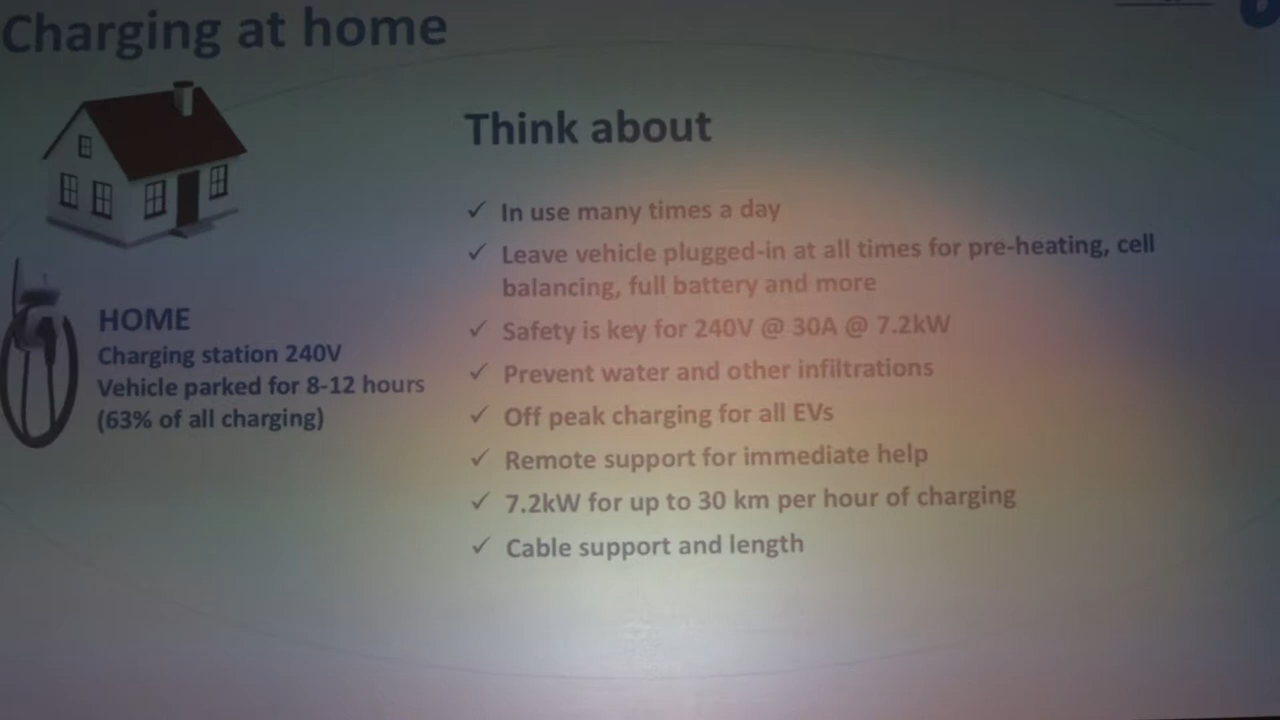 Charging at home
Think about
✓ In use many times a day
✓ Leave vehicle plugged-in at all times for pre-heating, cell
balancing, full battery and more
✓ Safety is key for 240V @ 30A @ 7.2kW
✓ Prevent water and other infiltrations
✓ Off peak charging for all EVs
✓ Remote support for immediate help
✓ 7.2kW for up to 30 km per hour of charging
✓ Cable support and length
HOME
Charging station 240V
Vehicle parked for 8-12 hours
(63% of all charging)